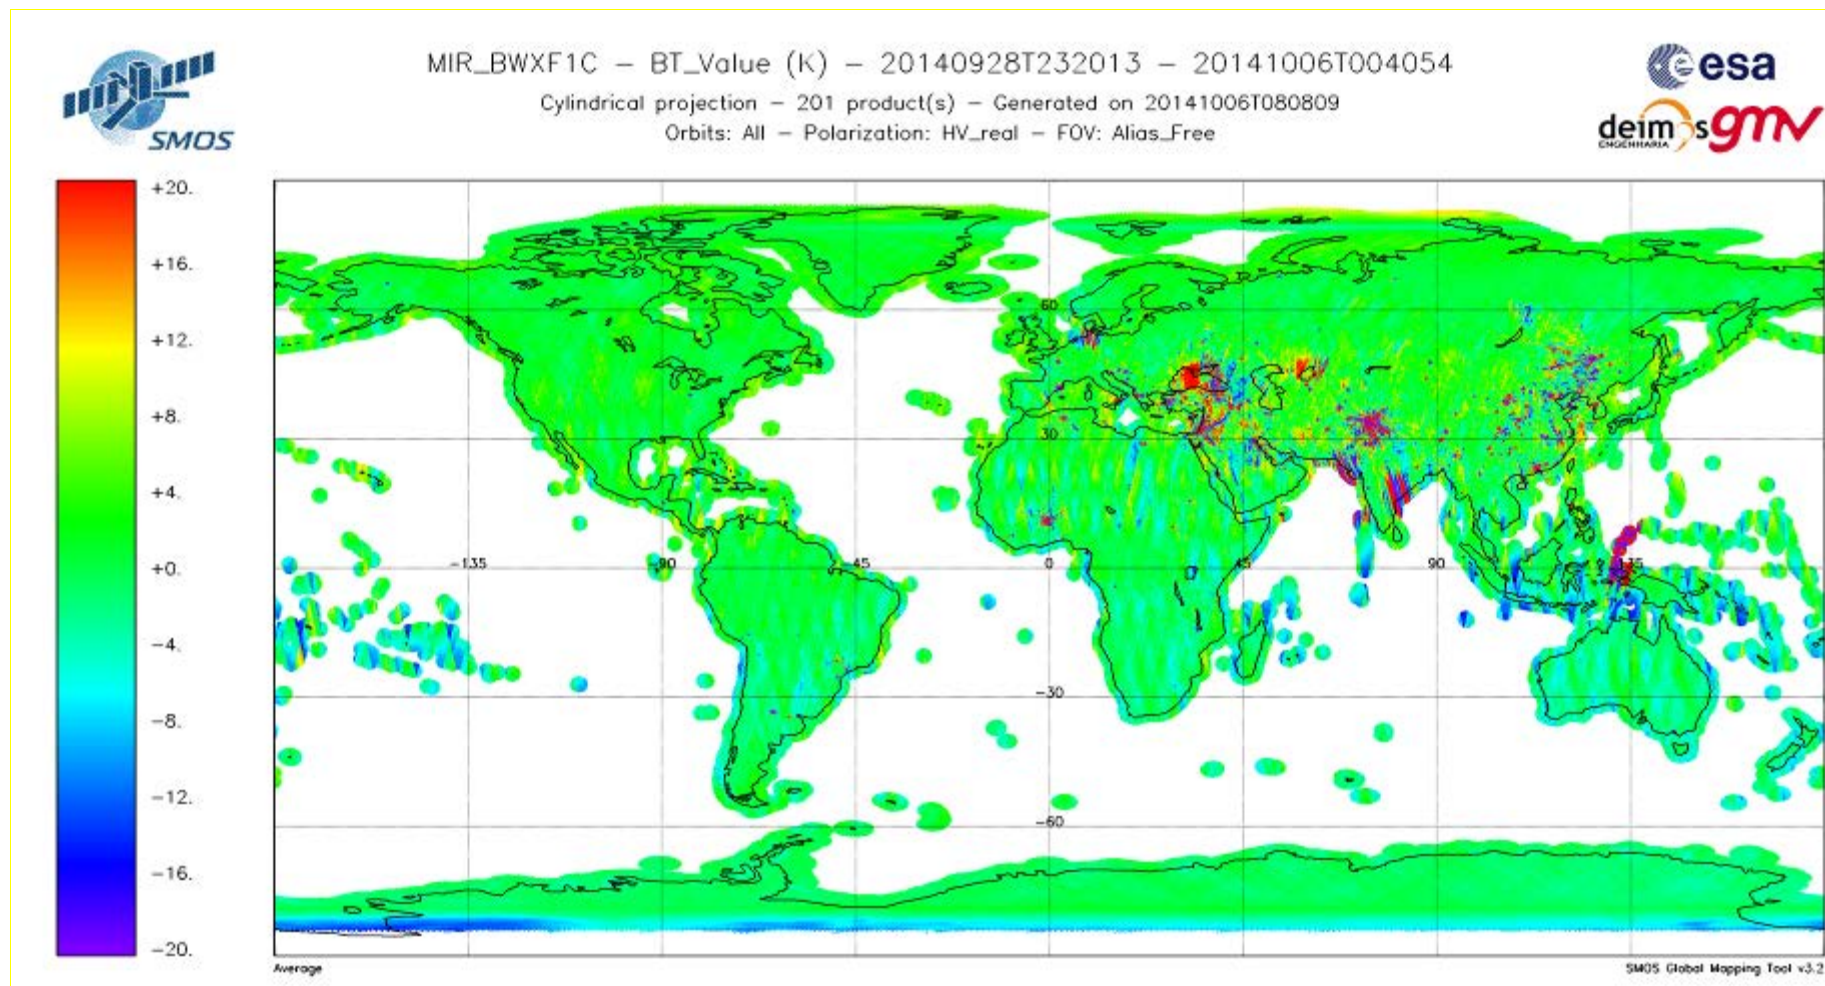 MIR_BWXF1C - BT_Value (K) - 20140928T232013 - 20141006T004054
Cylindrical projection - 201 product(s) - Generated on 20141006T080809
Orbits: All - Polarization: HV_real - FOV: Alias_Free
SMOS
esa
deimos gmv
ENGENHARIA
+20.
+16.
+12.
+8.
+4.
+0.
-4.
-8.
-12.
-16.
-20.
60
30
-135 -90 -45 0 45 90 135
-30
-60
Average
SMOS Global Mapping Tool v3.2